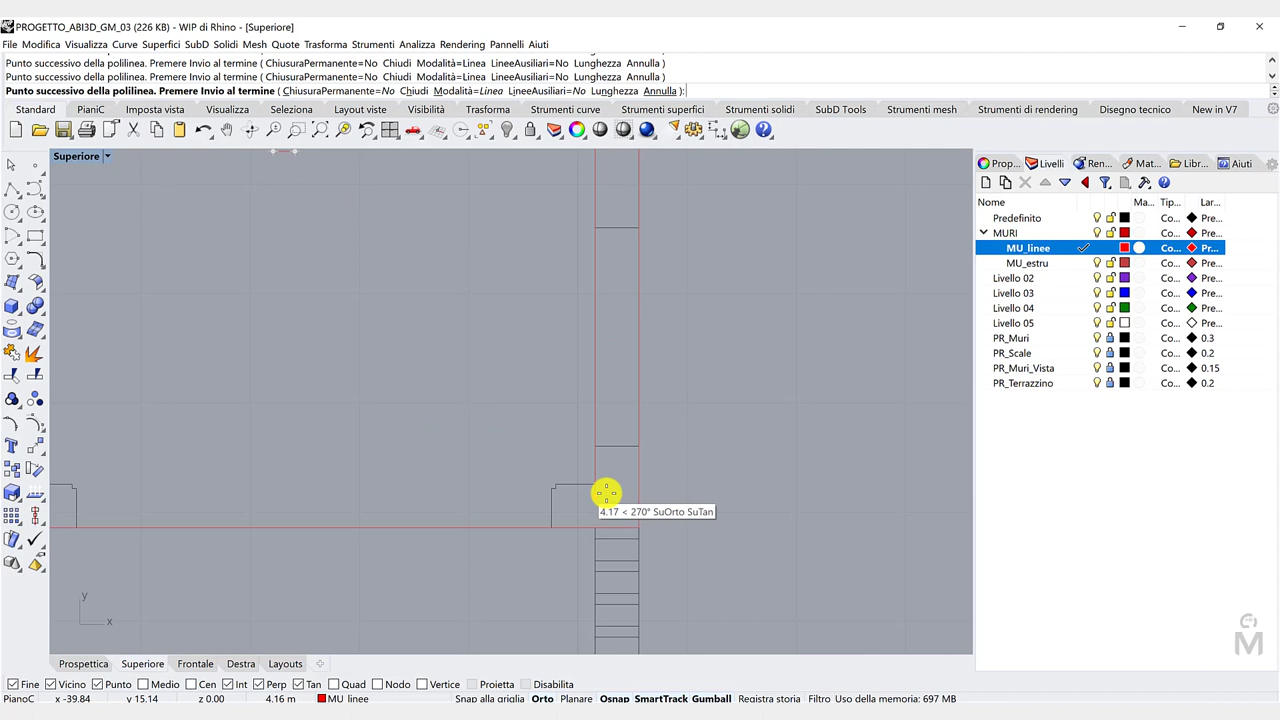 PROGETTO_ABI3D_GM_03 (226 KB) - WIP di Rhino - [Superiore]
File Modifica Visualizza Curve Superfici SubD Solidi Mesh Quote Trasforma Strumenti Analizza Rendering Pannelli Aiuti
Punto successivo della polilinea. Premere Invio al termine ( ChiusuraPermanente=No Chiudi Modalità=Linea LineeAusiliari=No Lunghezza Annulla )
Punto successivo della polilinea. Premere Invio al termine ( ChiusuraPermanente=No Chiudi Modalità=Linea LineeAusiliari=No Lunghezza Annulla )
Punto successivo della polilinea. Premere Invio al termine ( ChiusuraPermanente=No Chiudi Modalità=Linea LineeAusiliari=No Lunghezza Annulla ):
Standard PianiC Imposta vista Visualizza Selezione Layout viste Visibilità Trasforma Strumenti curve Strumenti superfici Strumenti solidi SubD Tools Strumenti mesh Strumenti di rendering Disegno tecnico New in V7
Superiore
Prop... Livelli Ren... Mat... Libr... Aiuti
Nome Ma... Tip... Lar...
Predefinito Co... Pre...
MURI Co... Pre...
MU_linee Co... Pr...
MU_estru Co... Pre...
Livello 02 Co... Pre...
Livello 03 Co... Pre...
Livello 04 Co... Pre...
Livello 05 Co... Pre...
PR_Muri Co... 0.3
PR_Scale Co... 0.2
PR_Muri_Vista Co... 0.15
PR_Terrazzino Co... 0.2
4.17 < 270° SuOrto SuTan
y
x
M
Prospettica Superiore Frontale Destra Layouts
Fine Vicino Punto Medio Cen Int Perp Tan Quad Nodo Vertice Proietta Disabilita
PianoC x -39.84 y 15.14 z 0.00 4.16 m MU_linee Snap alla griglia Orto Planare Osnap SmartTrack Gumball Registra storia Filtro Uso della memoria: 697 MB